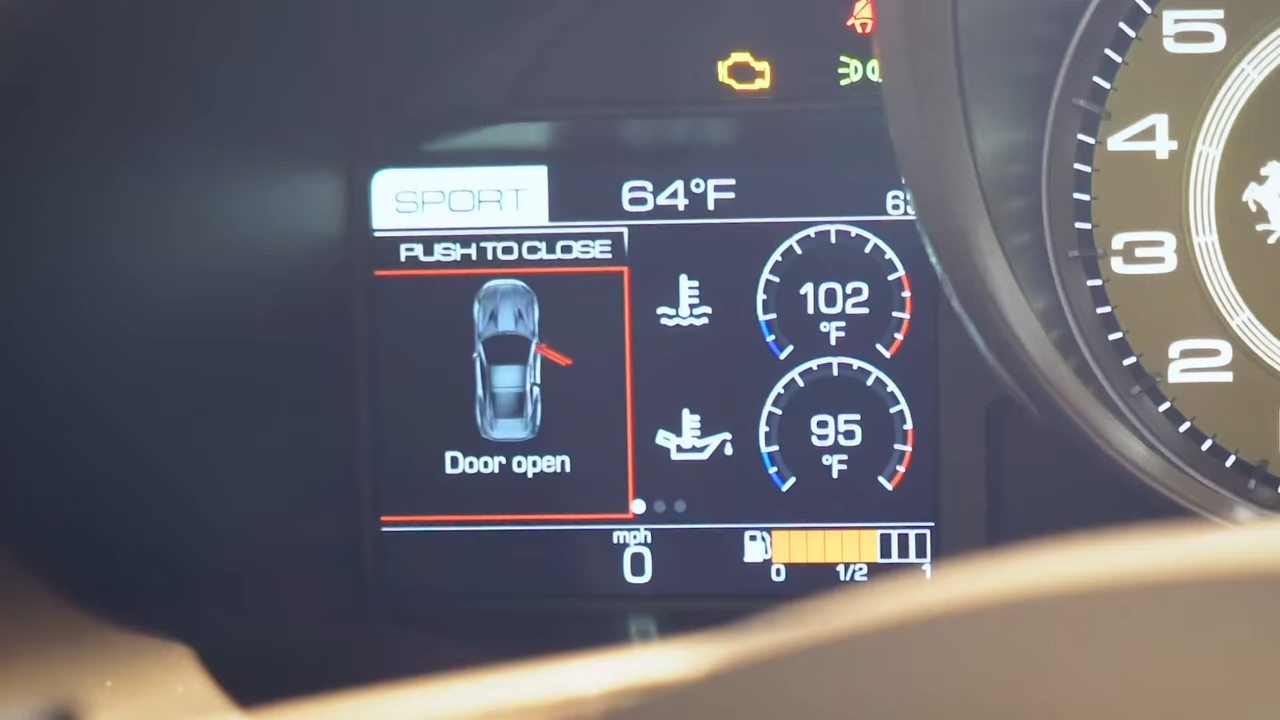 5
4
3
2
SPORT
64°F
PUSH TO CLOSE
102
°F
95
°F
Door open
mph
0
0
1/2
1